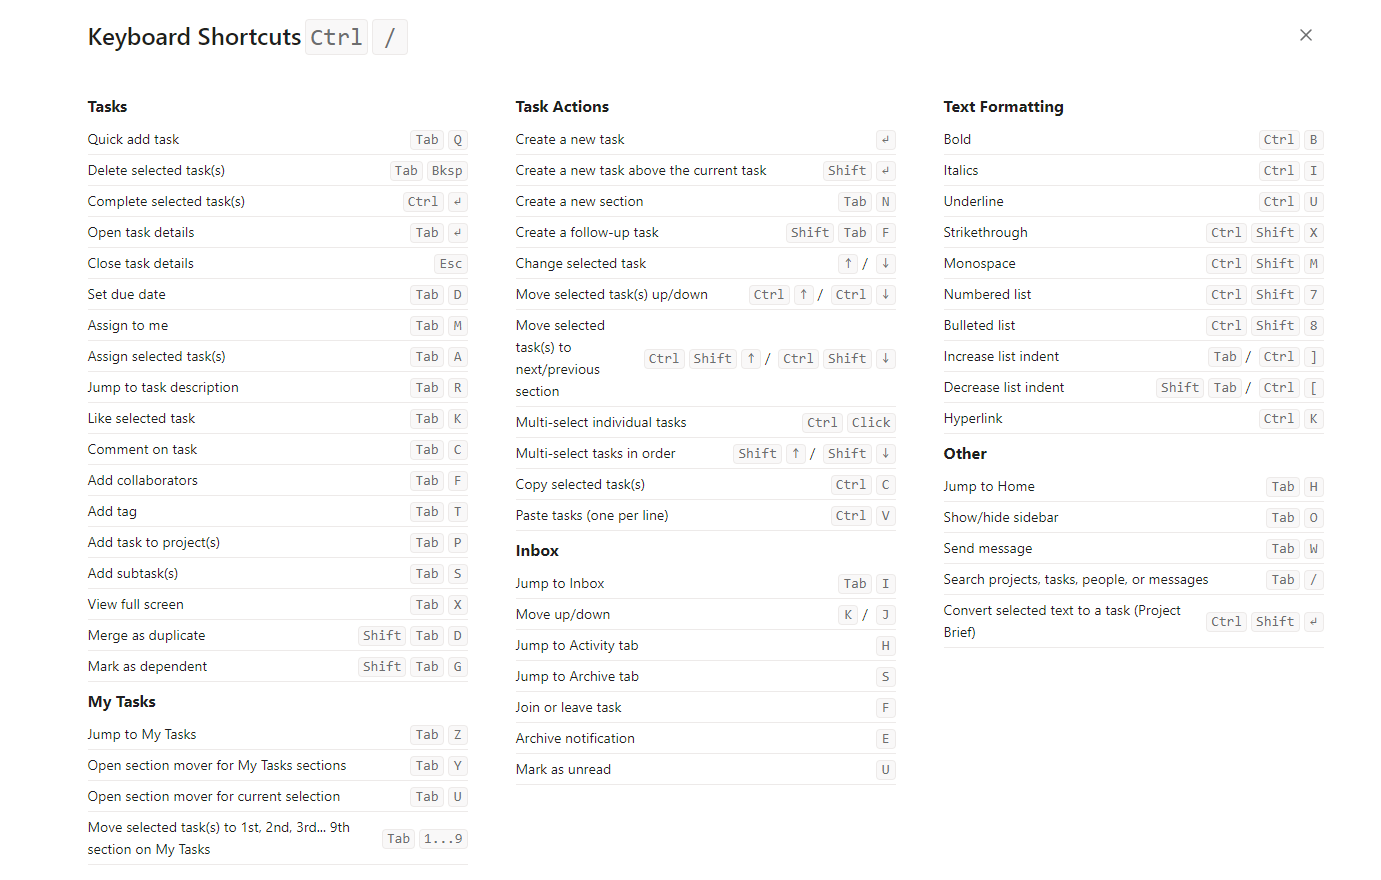 Keyboard Shortcuts Ctrl /
Tasks
Quick add task Tab Q
Delete selected task(s) Tab Bksp
Complete selected task(s) Ctrl ↵
Open task details Tab ↵
Close task details Esc
Set due date Tab D
Assign to me Tab M
Assign selected task(s) Tab A
Jump to task description Tab R
Like selected task Tab K
Comment on task Tab C
Add collaborators Tab F
Add tag Tab T
Add task to project(s) Tab P
Add subtask(s) Tab S
View full screen Tab X
Merge as duplicate Shift Tab D
Mark as dependent Shift Tab G
My Tasks
Jump to My Tasks Tab Z
Open section mover for My Tasks sections Tab Y
Open section mover for current selection Tab U
Move selected task(s) to 1st, 2nd, 3rd... 9th
section on My Tasks Tab 1...9
Task Actions
Create a new task ↵
Create a new task above the current task Shift ↵
Create a new section Tab N
Create a follow-up task Shift Tab F
Change selected task ↑ / ↓
Move selected task(s) up/down Ctrl ↑ / Ctrl ↓
Move selected
task(s) to
next/previous Ctrl Shift ↑ / Ctrl Shift ↓
section
Multi-select individual tasks Ctrl Click
Multi-select tasks in order Shift ↑ / Shift ↓
Copy selected task(s) Ctrl C
Paste tasks (one per line) Ctrl V
Inbox
Jump to Inbox Tab I
Move up/down K / J
Jump to Activity tab H
Jump to Archive tab S
Join or leave task F
Archive notification E
Mark as unread U
Text Formatting
Bold Ctrl B
Italics Ctrl I
Underline Ctrl U
Strikethrough Ctrl Shift X
Monospace Ctrl Shift M
Numbered list Ctrl Shift 7
Bulleted list Ctrl Shift 8
Increase list indent Tab / Ctrl ]
Decrease list indent Shift Tab / Ctrl [
Hyperlink Ctrl K
Other
Jump to Home Tab H
Show/hide sidebar Tab O
Send message Tab W
Search projects, tasks, people, or messages Tab /
Convert selected text to a task (Project
Brief) Ctrl Shift ↵